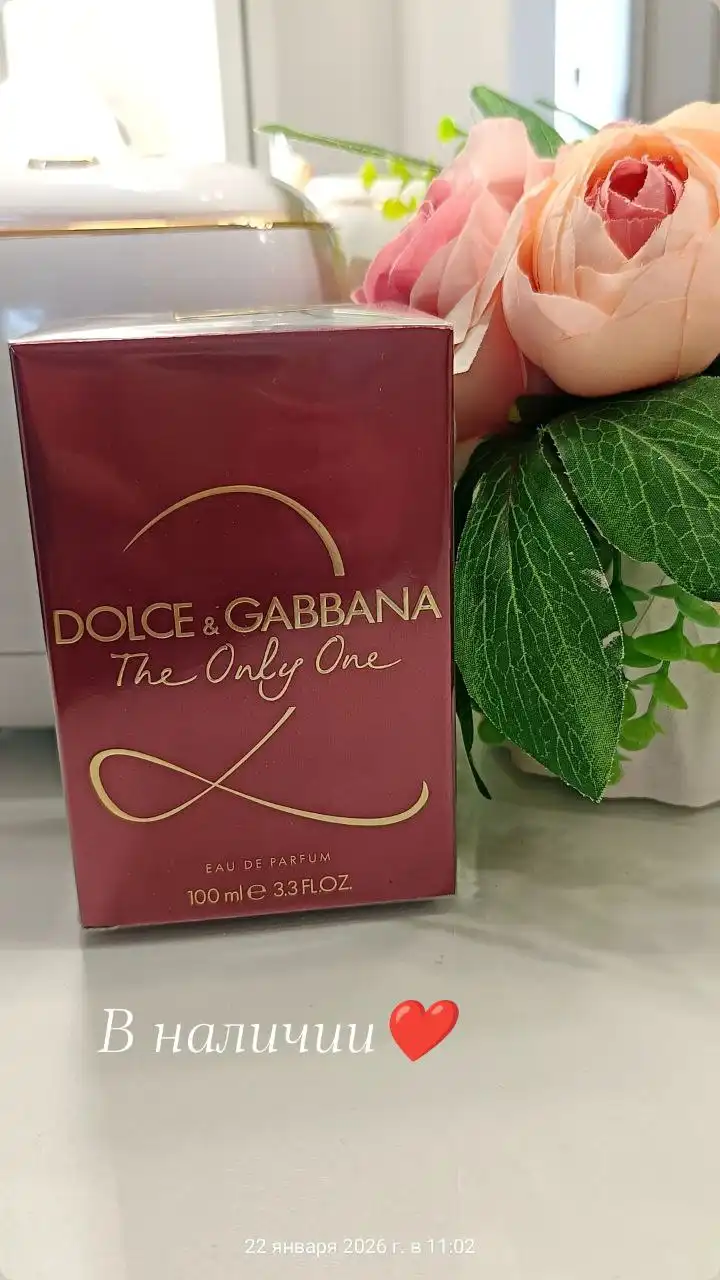 DOLCE & GABBANA
The Only One
EAU DE PARFUM
100 ml ℮ 3.3 FL.OZ.
В наличии❤️
22 января 2026 г. в 11:02